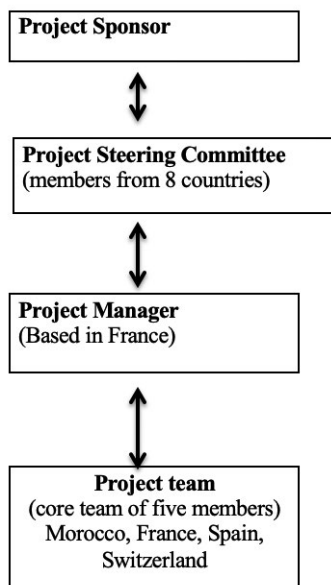 Project Sponsor
Project Steering Committee
(members from 8 countries)
Project Manager
(Based in France)
Project team
(core team of five members)
Morocco, France, Spain,
Switzerland